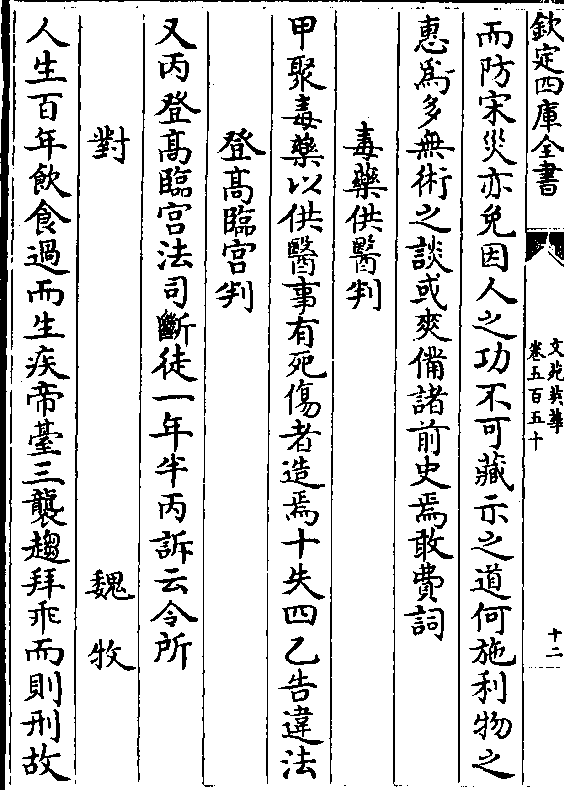 欽定四庫全書
文苑英華
卷五百五十
十二
而防宋災亦免因人之功不可藏示之道何施利物之
惠為多無術之談或爽備諸前史焉敢費詞
毒藥供醫判
甲聚毒藥以供醫事有死傷者造焉十失四乙告違法
登髙臨宫判
又丙登髙臨宫法司斷徒一年半丙訴云令所
對 魏牧
人生百年飲食過而生疾帝臺三襲趨拜乖而則刑故